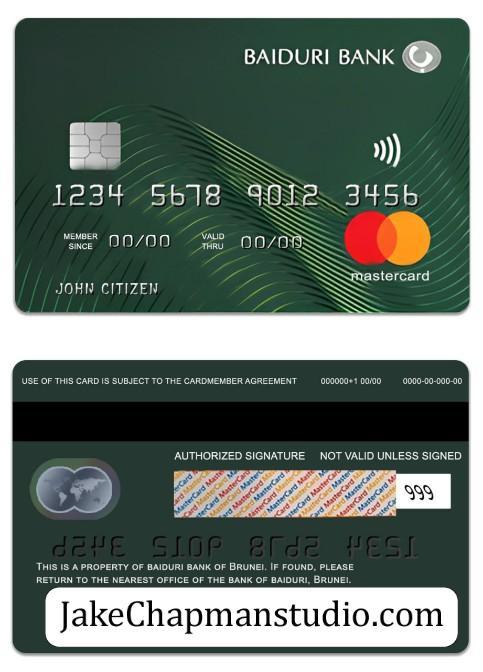 BAIDURI BANK
1234 5678 9012 3456
MEMBER SINCE 00/00 VALID THRU 00/00
mastercard
JOHN CITIZEN
USE OF THIS CARD IS SUBJECT TO THE CARDMEMBER AGREEMENT 000000+1 00/00 0000-00-000-00
AUTHORIZED SIGNATURE NOT VALID UNLESS SIGNED
MasterCard MasterCard MasterCard
999
THIS IS A PROPERTY OF BAIDURI BANK OF BRUNEI. IF FOUND, PLEASE
RETURN TO THE NEAREST OFFICE OF THE BANK OF BAIDURI, BRUNEI.
JakeChapmanstudio.com